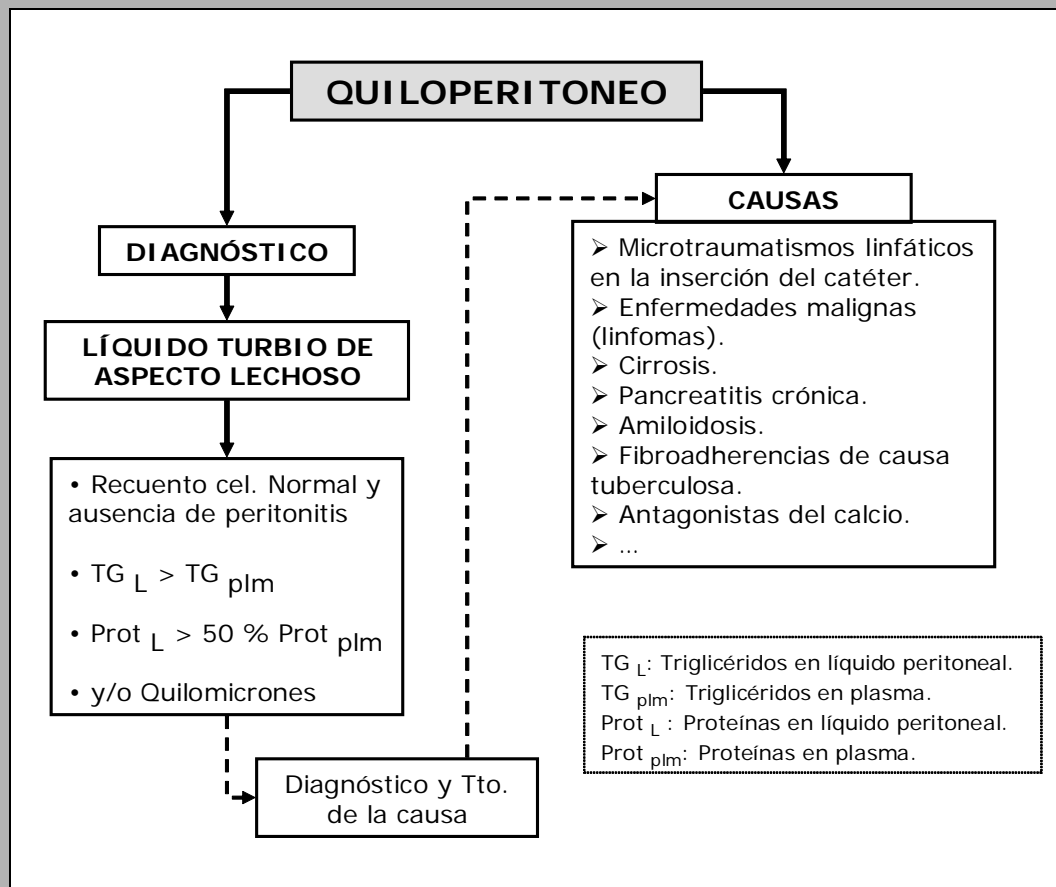 QUILOPERITONEO
DIAGNÓSTICO
LÍQUIDO TURBIO DE
ASPECTO LECHOSO
• Recuento cel. Normal y
ausencia de peritonitis
• TG L > TG plm
• Prot L > 50 % Prot plm
• y/o Quilomicrones
Diagnóstico y Tto.
de la causa
CAUSAS
➢ Microtraumatismos linfáticos
en la inserción del catéter.
➢ Enfermedades malignas
(linfomas).
➢ Cirrosis.
➢ Pancreatitis crónica.
➢ Amiloidosis.
➢ Fibroadherencias de causa
tuberculosa.
➢ Antagonistas del calcio.
➢ ...
TG L: Triglicéridos en líquido peritoneal.
TG plm: Triglicéridos en plasma.
Prot L : Proteínas en líquido peritoneal.
Prot plm: Proteínas en plasma.